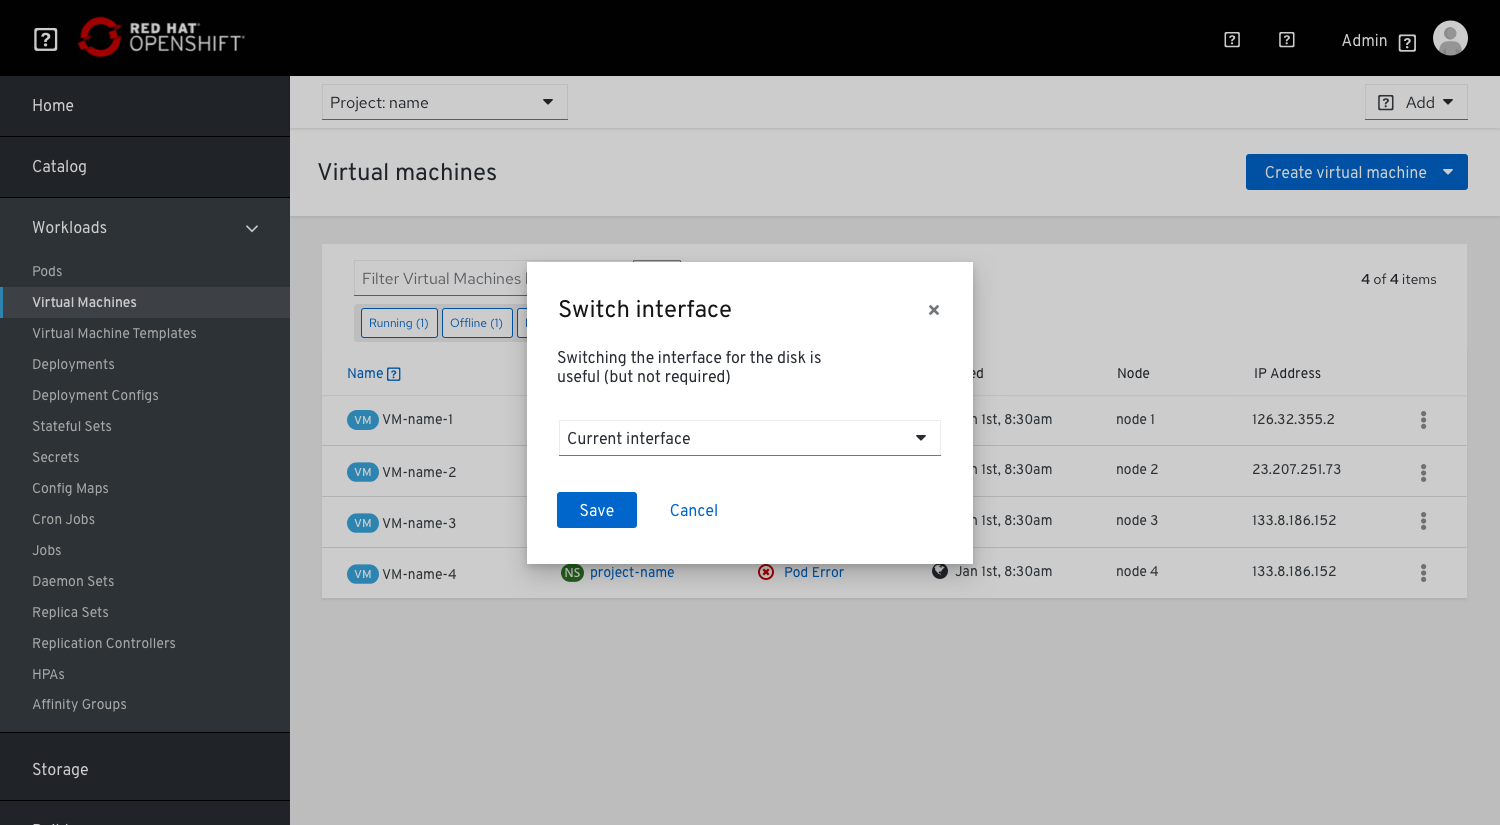 RED HAT
OPENSHIFT
Admin
Home
Catalog
Workloads
Pods
Virtual Machines
Virtual Machine Templates
Deployments
Deployment Configs
Stateful Sets
Secrets
Config Maps
Cron Jobs
Jobs
Daemon Sets
Replica Sets
Replication Controllers
HPAs
Affinity Groups
Storage
Project: name
Add
Virtual machines
Create virtual machine
Filter Virtual Machines
4 of 4 items
Running (1)
Offline (1)
Name
Node
IP Address
VM VM-name-1
1st, 8:30am
node 1
126.32.355.2
VM VM-name-2
1st, 8:30am
node 2
23.207.251.73
VM VM-name-3
1st, 8:30am
node 3
133.8.186.152
VM VM-name-4
NS project-name
Pod Error
Jan 1st, 8:30am
node 4
133.8.186.152
Switch interface
Switching the interface for the disk is
useful (but not required)
Current interface
Save
Cancel